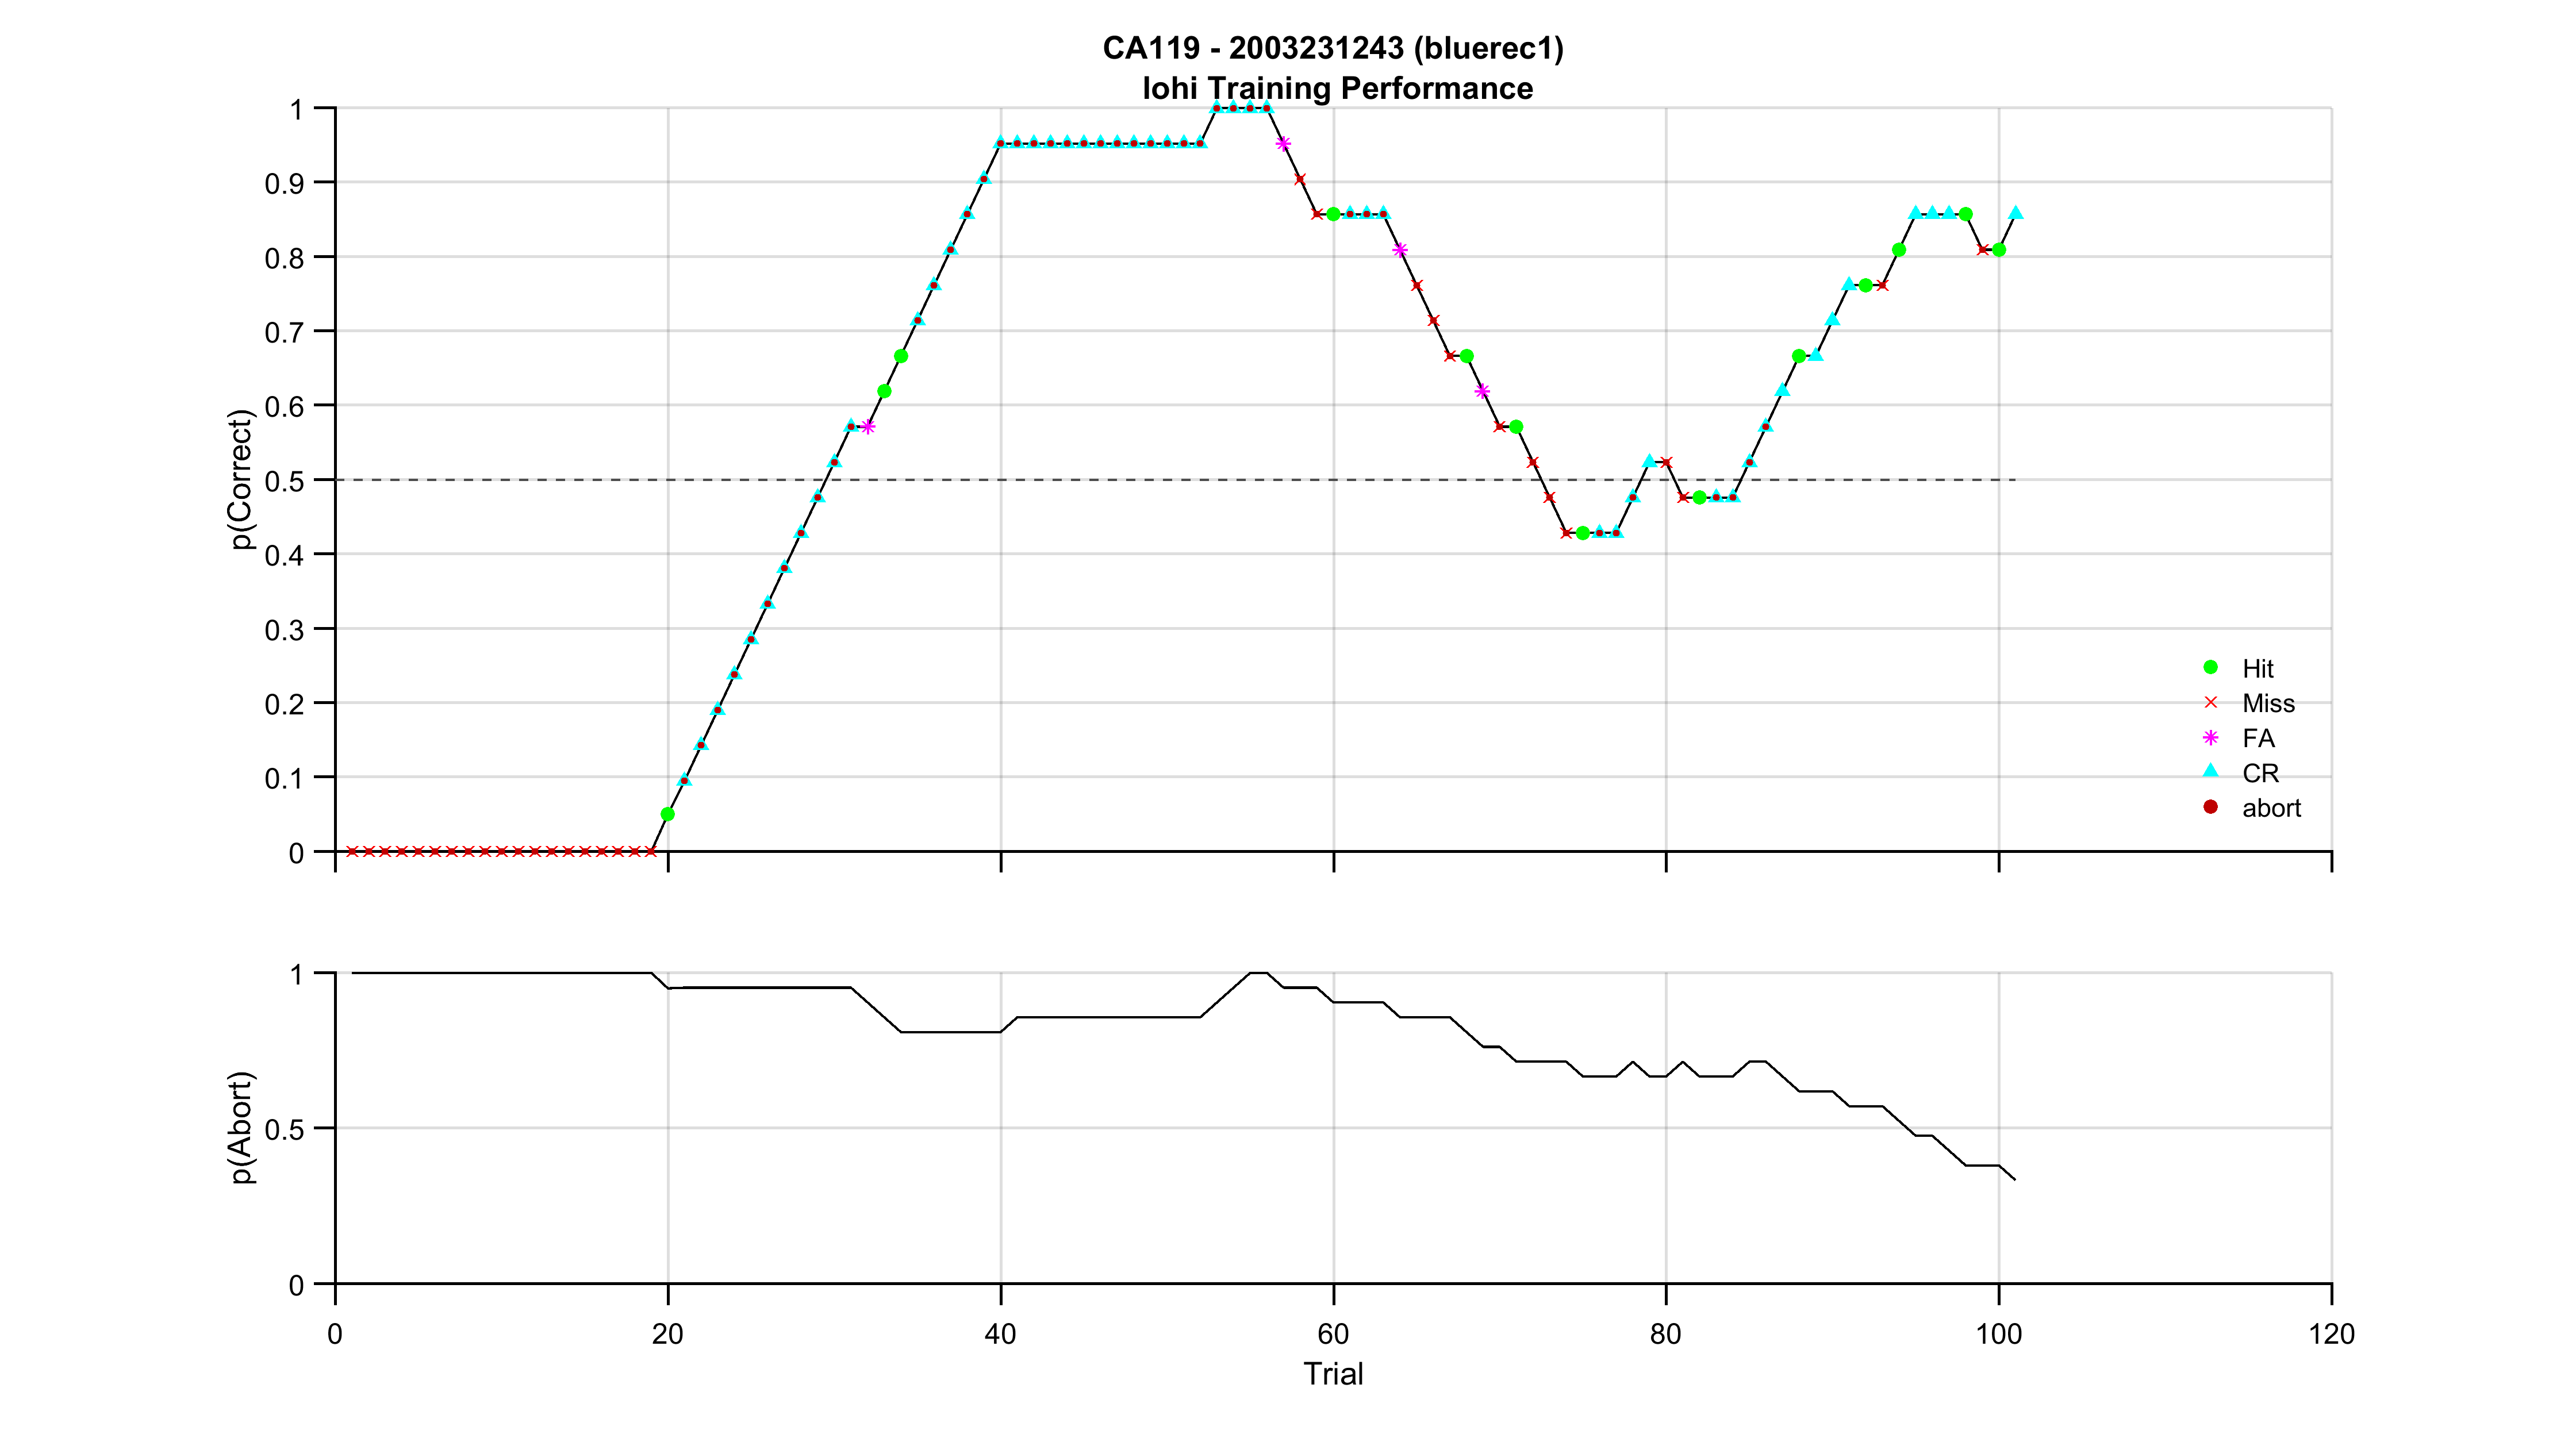 CA119 - 2003231243 (bluerec1)
lohi Training Performance
1
0.9
0.8
0.7
0.6
0.5
0.4
0.3
0.2
0.1
0
p(Correct)
Hit
Miss
FA
CR
abort
1
0.5
0
p(Abort)
0 20 40 60 80 100 120
Trial